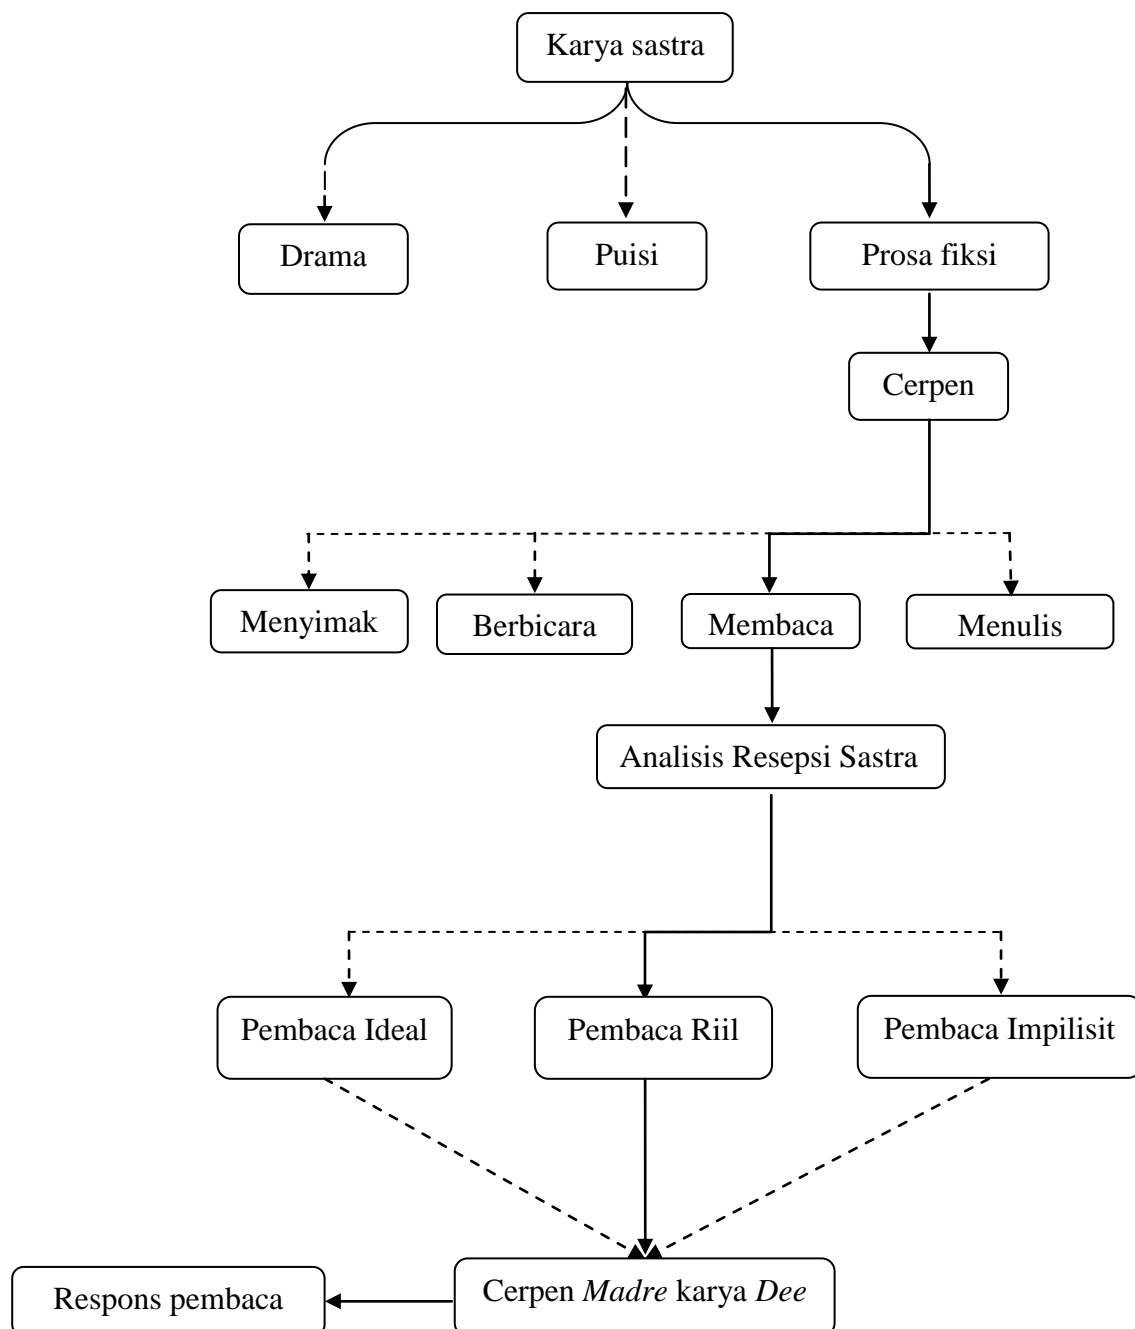 Karya sastra
Drama
Puisi
Prosa fiksi
Cerpen
Menyimak
Berbicara
Membaca
Menulis
Analisis Resepsi Sastra
Pembaca Ideal
Pembaca Riil
Pembaca Impilisit
Respons pembaca
Cerpen Madre karya Dee